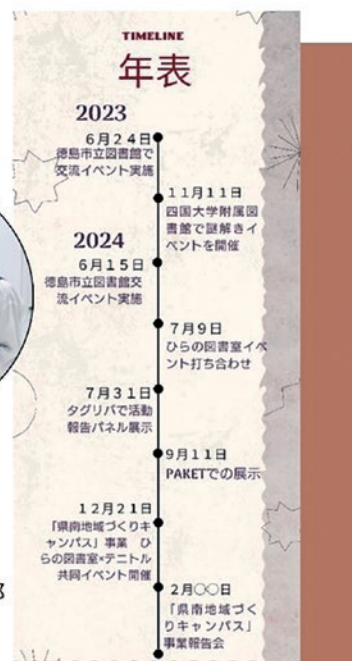 TIMELINE
年表
2023
6月24日
徳島市立図書館で
交流イベント実施
11月11日
四国大学附属図
書館で謎解きイ
ベントを開催
2024
6月15日
徳島市立図書館交
流イベント実施
7月9日
ひらの図書室イベ
ント打ち合わせ
7月31日
タグリバで活動
報告パネル展示
9月11日
PAKETでの展示
12月21日
「県南地域づくりキ
ャンパス」事業　ひ
らの図書室×テニトル
共同イベント開催
2月○○日
「県南地域づく
りキャンパス」
事業報告会